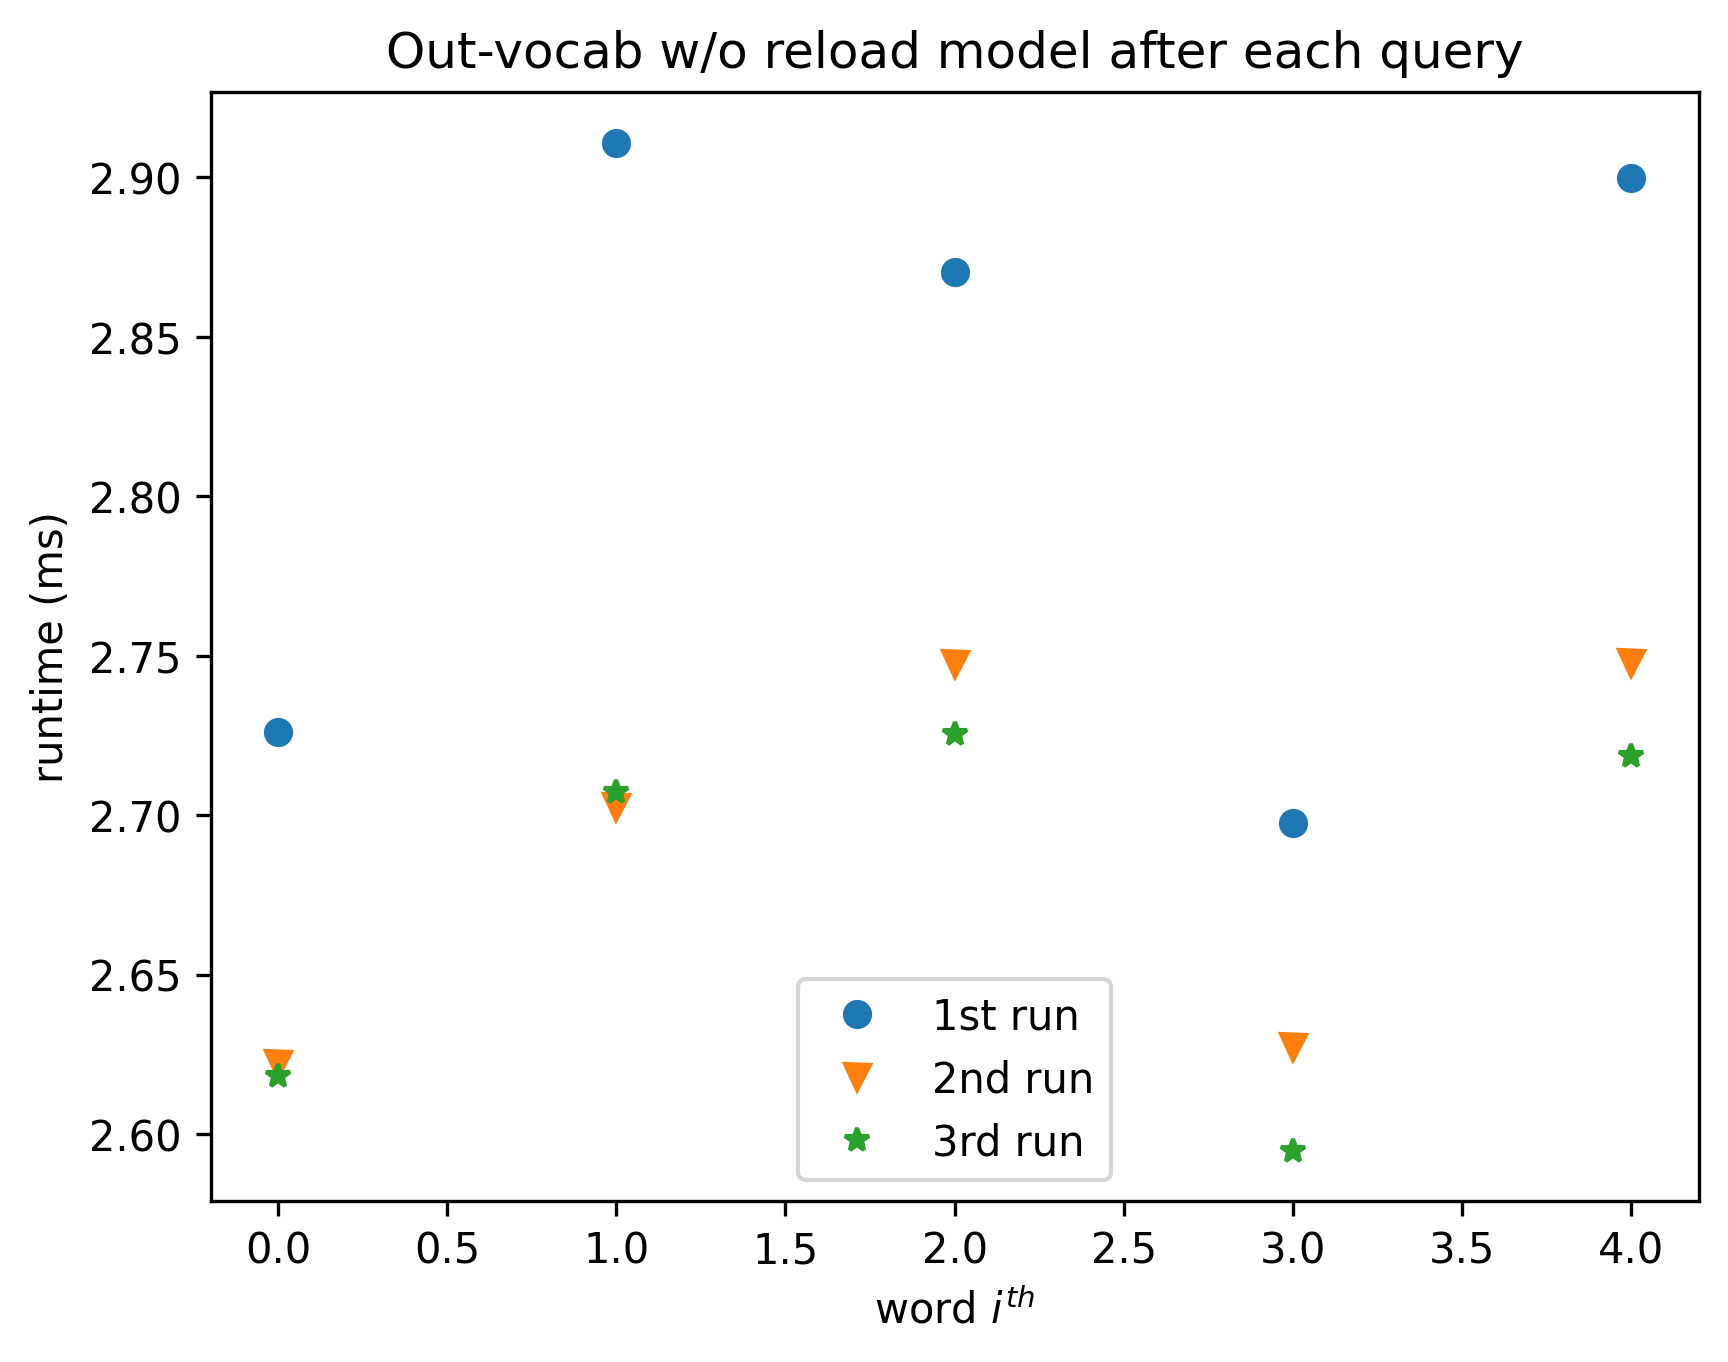 Out-vocab w/o reload model after each query
2.90
2.85
2.80
2.75
2.70
2.65
2.60
runtime (ms)
1st run
2nd run
3rd run
0.0 0.5 1.0 1.5 2.0 2.5 3.0 3.5 4.0
word i^th